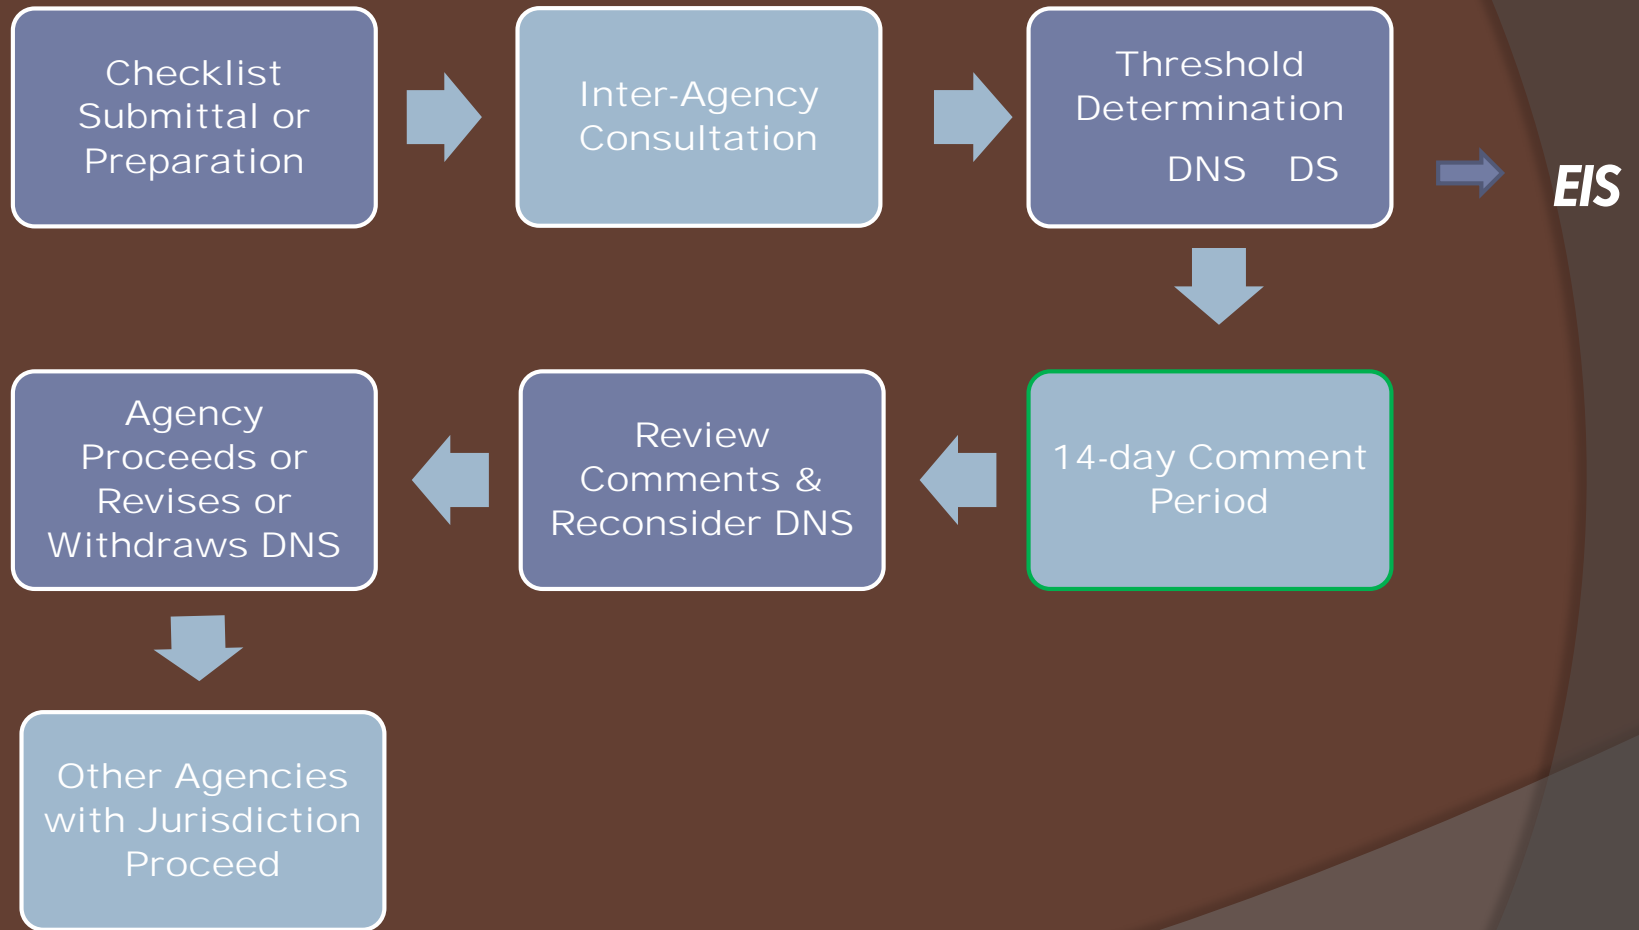 Checklist
Submittal or
Preparation
Inter-Agency
Consultation
Threshold
Determination
DNS DS
EIS
14-day Comment
Period
Review
Comments &
Reconsider DNS
Agency
Proceeds or
Revises or
Withdraws DNS
Other Agencies
with Jurisdiction
Proceed